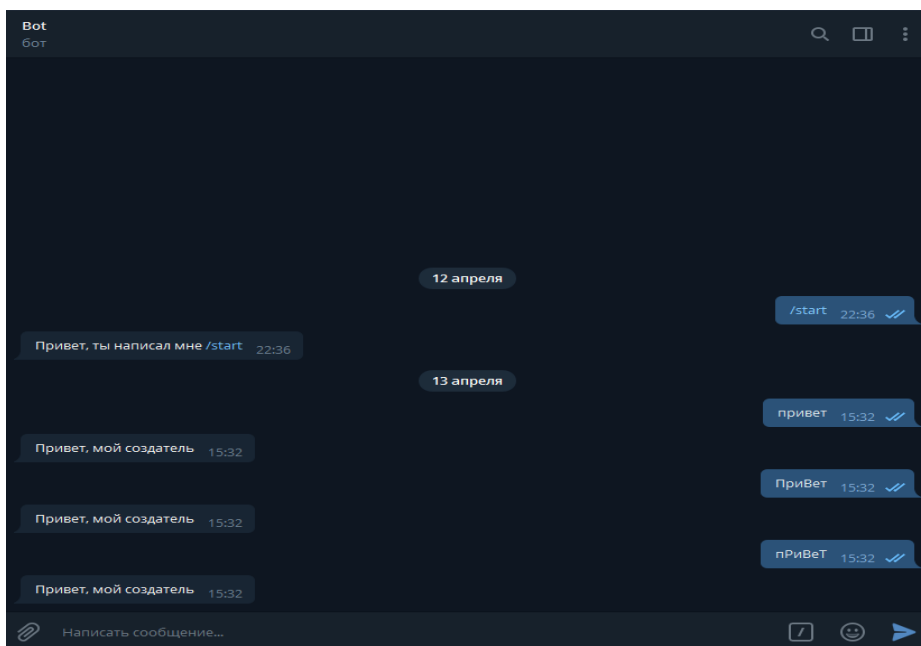 Bot
бот
12 апреля
/start 22:36
Привет, ты написал мне /start 22:36
13 апреля
привет 15:32
Привет, мой создатель 15:32
ПриВет 15:32
Привет, мой создатель 15:32
пРиВеТ 15:32
Привет, мой создатель 15:32
Написать сообщение...